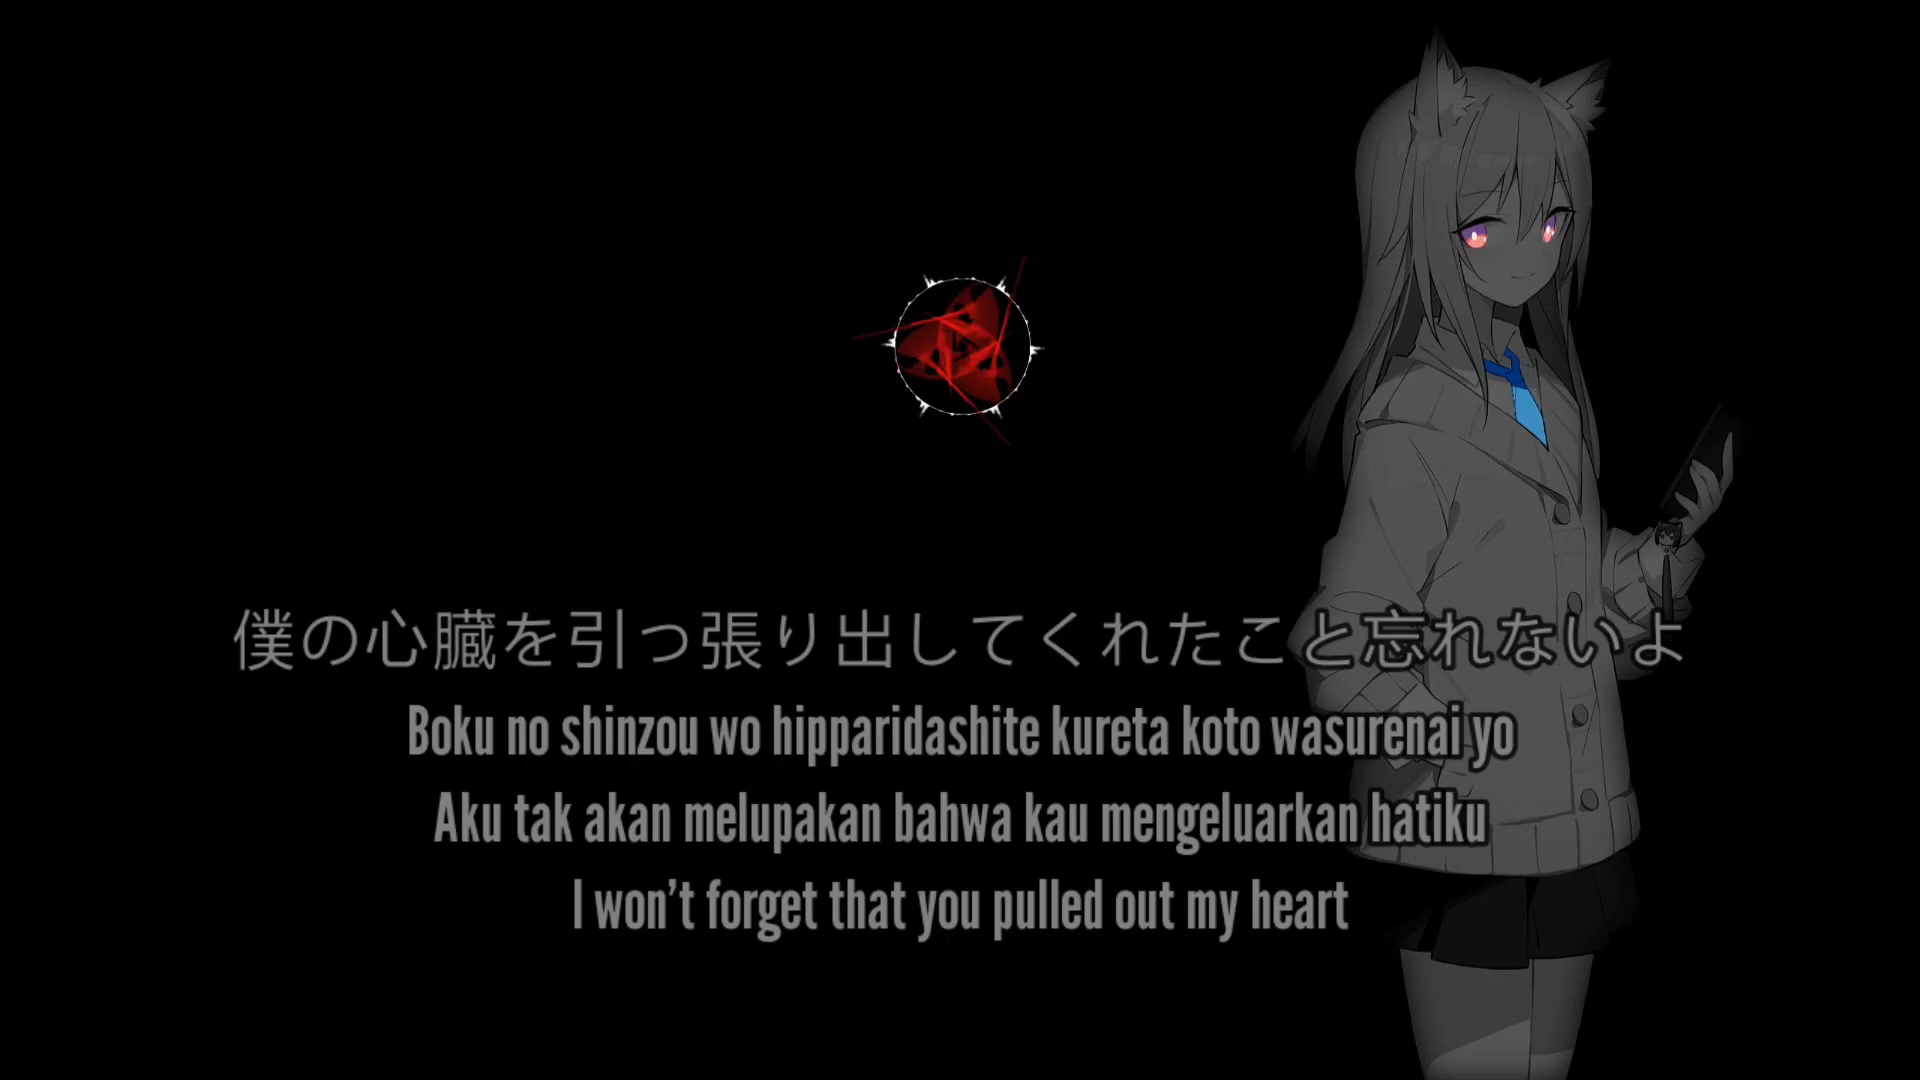 僕の心臓を引っ張り出してくれたこと忘れないよ
Boku no shinzou wo hipparidashite kureta koto wasurenai yo
Aku tak akan melupakan bahwa kau mengeluarkan hatiku
I won’t forget that you pulled out my heart